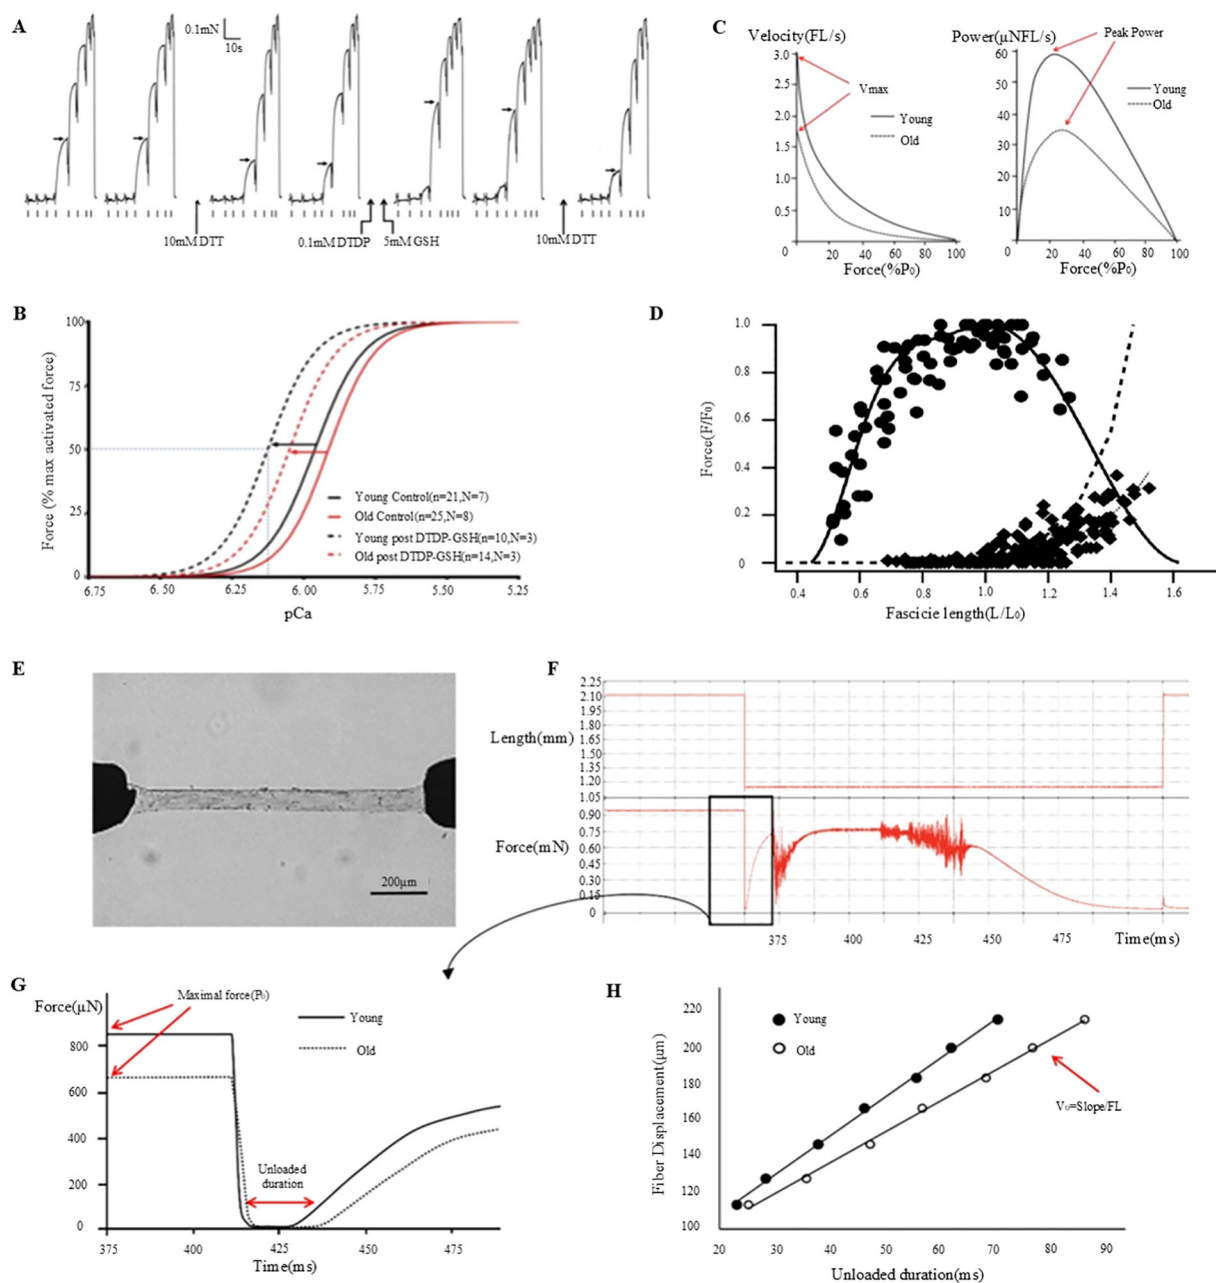 A
0.1mN
10s
10mM DTT
0.1mM DTDP
5mM GSH
10mM DTT
C
Velocity(FL/s)
3.0
2.5
2.0
1.5
1.0
0.5
0
20
40
60
80
100
Force(%P0)
Vmax
Young
Old
Power(µNFL/s)
Peak Power
60
50
40
30
20
10
0
0
20
40
60
80
100
Force(%P0)
Young
Old
B
Force (% max activated force)
100
75
50
25
0
6.75
6.50
6.25
6.00
5.75
5.50
5.25
pCa
Young Control(n=21,N=7)
Old Control(n=25,N=8)
Young post DTDP-GSH(n=10,N=3)
Old post DTDP-GSH(n=14,N=3)
D
Force(F/F0)
1.0
0.8
0.6
0.4
0.2
0
0.4
0.6
0.8
1.0
1.2
1.4
1.6
Fascicie length(L/L0)
E
200µm
F
Length(mm)
2.25
2.10
1.95
1.80
1.65
1.50
1.35
1.20
1.05
Force(mN)
0.90
0.75
0.60
0.45
0.30
0.15
0
375
400
425
450
475
Time(ms)
G
Force(µN)
Maximal force(P0)
Young
Old
800
600
400
200
0
Unloaded
duration
375
400
425
450
475
Time(ms)
H
Fiber Displacement(µm)
220
200
180
160
140
120
100
Young
Old
V0=Slope/FL
20
30
40
50
60
70
80
90
Unloaded duration(ms)